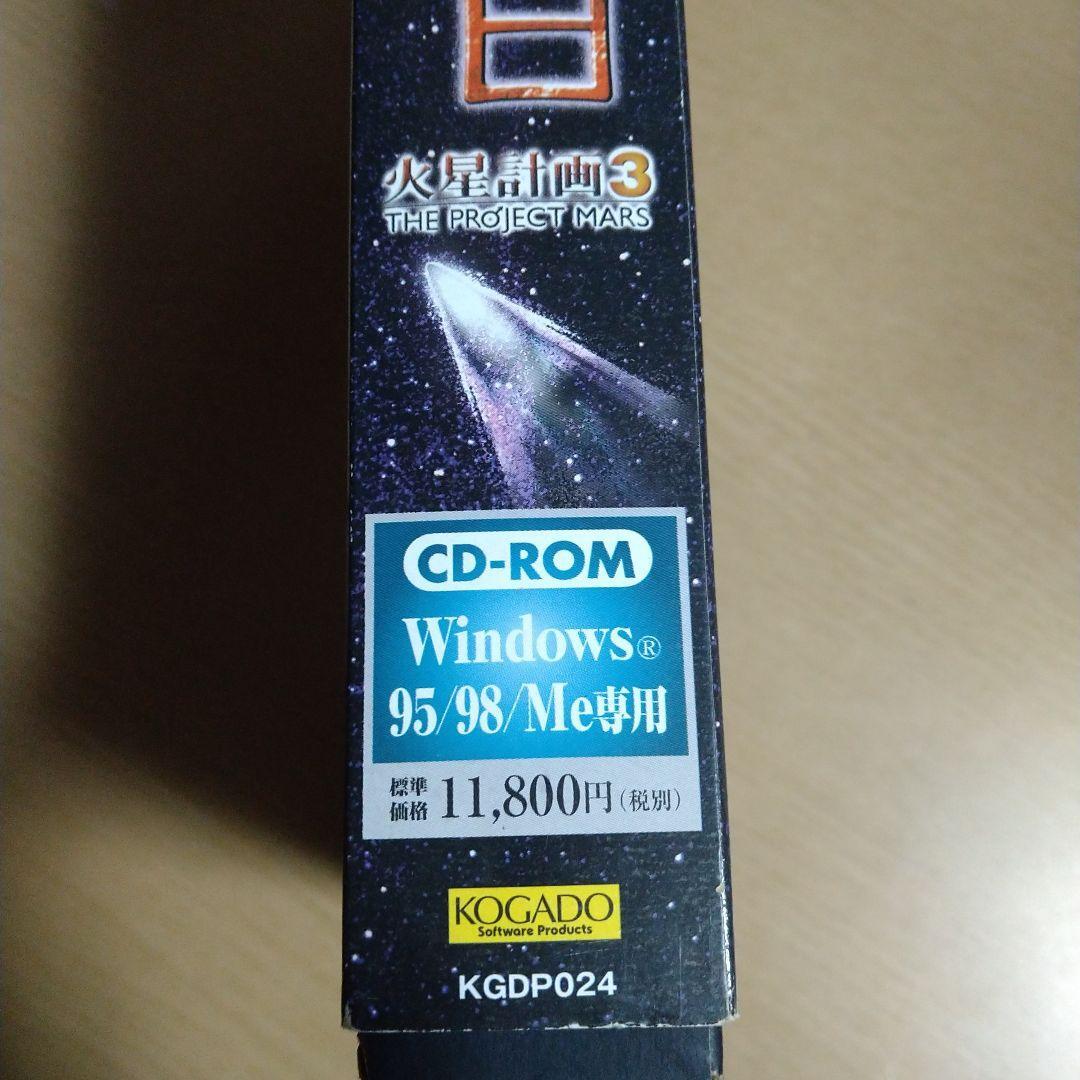 火星計画3
THE PROJECT MARS
CD-ROM
Windows®
95/98/Me専用
標準価格 11,800円(税別)
KOGADO
Software Products
KGDP024